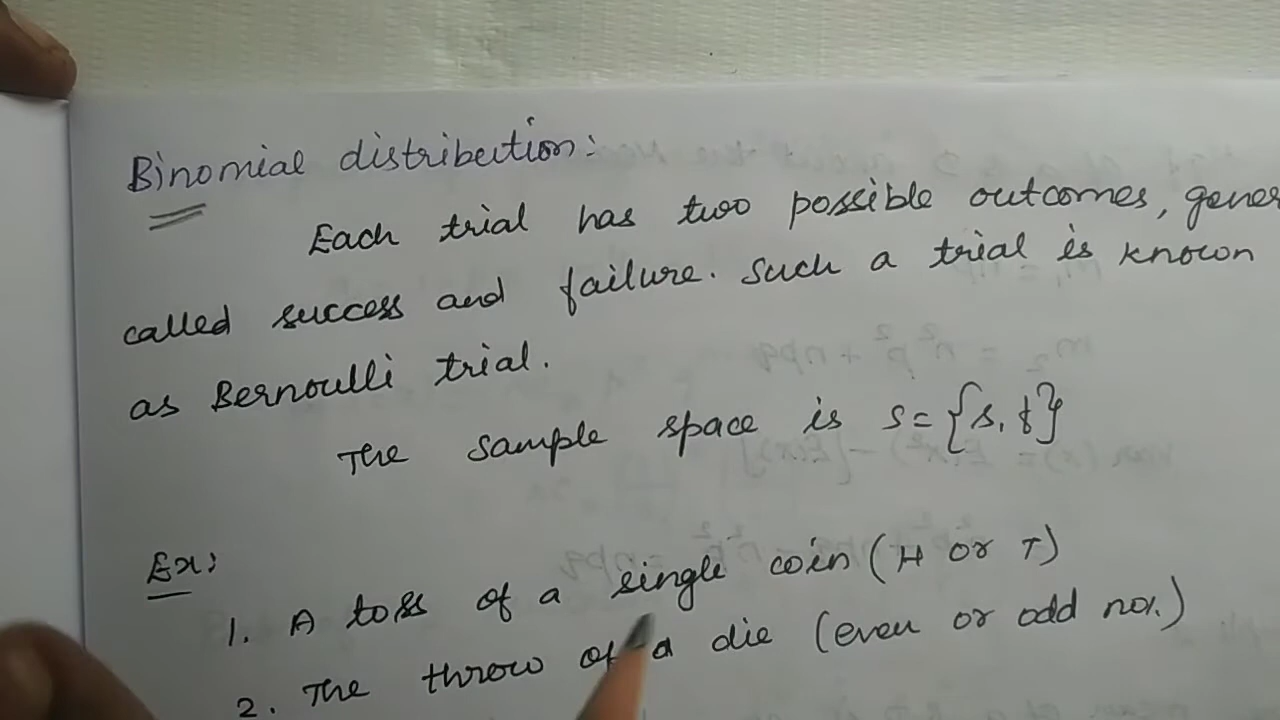 Binomial distribution:
Each trial has two possible outcomes, gener
called success and failure. Such a trial is known
as Bernoulli trial.
The sample space is S={s,f}
Ex:
1. A toss of a single coin (H or T)
2. The throw of a die (even or odd nos.)